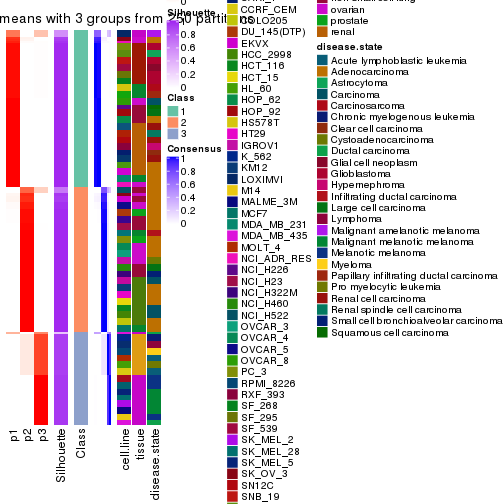 means with 3 groups from 250 partitions
Silhouette
1
0.8
0.6
0.4
0.2
0
Class
1
2
3
Consensus
1
0.8
0.6
0.4
0.2
0
p1
p2
p3
Silhouette
Class
cell.line
tissue
disease.state
CCRF_CEM
COLO205
DU_145(DTP)
EKVX
HCC_2998
HCT_116
HCT_15
HL_60
HOP_62
HOP_92
HS578T
HT29
IGROV1
K_562
KM12
LOXIMVI
M14
MALME_3M
MCF7
MDA_MB_231
MDA_MB_435
MOLT_4
NCI_ADR_RES
NCI_H226
NCI_H23
NCI_H322M
NCI_H460
NCI_H522
OVCAR_3
OVCAR_4
OVCAR_5
OVCAR_8
PC_3
RPMI_8226
RXF_393
SF_268
SF_295
SF_539
SK_MEL_2
SK_MEL_28
SK_MEL_5
SK_OV_3
SN12C
SNB_19
ovarian
prostate
renal
disease.state
Acute lymphoblastic leukemia
Adenocarcinoma
Astrocytoma
Carcinoma
Carcinosarcoma
Chronic myelogenous leukemia
Clear cell carcinoma
Cystoadenocarcinoma
Ductal carcinoma
Glial cell neoplasm
Glioblastoma
Hypernephroma
Infiltrating ductal carcinoma
Large cell carcinoma
Lymphoma
Malignant amelanotic melanoma
Malignant melanotic melanoma
Melanotic melanoma
Myeloma
Papillary infiltrating ductal carcinoma
Pro myelocytic leukemia
Renal cell carcinoma
Renal spindle cell carcinoma
Small cell bronchioalveolar carcinoma
Squamous cell carcinoma